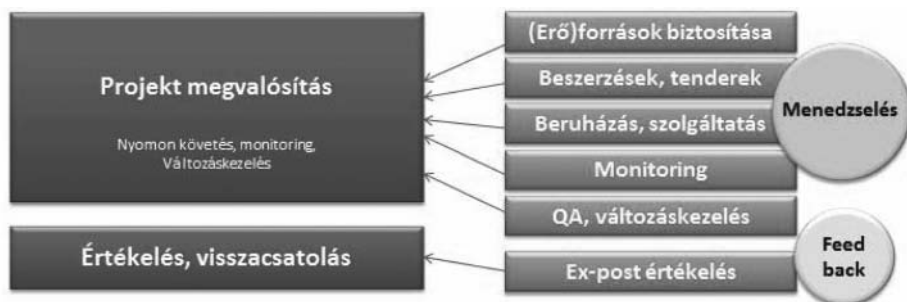 Projekt megvalósítás
Nyomon követés, monitoring,
Változáskezelés
Értékelés, visszacsatolás
(Erő)források biztosítása
Beszerzések, tenderek
Beruházás, szolgáltatás
Monitoring
QA, változáskezelés
Ex-post értékelés
Menedzselés
Feed
back